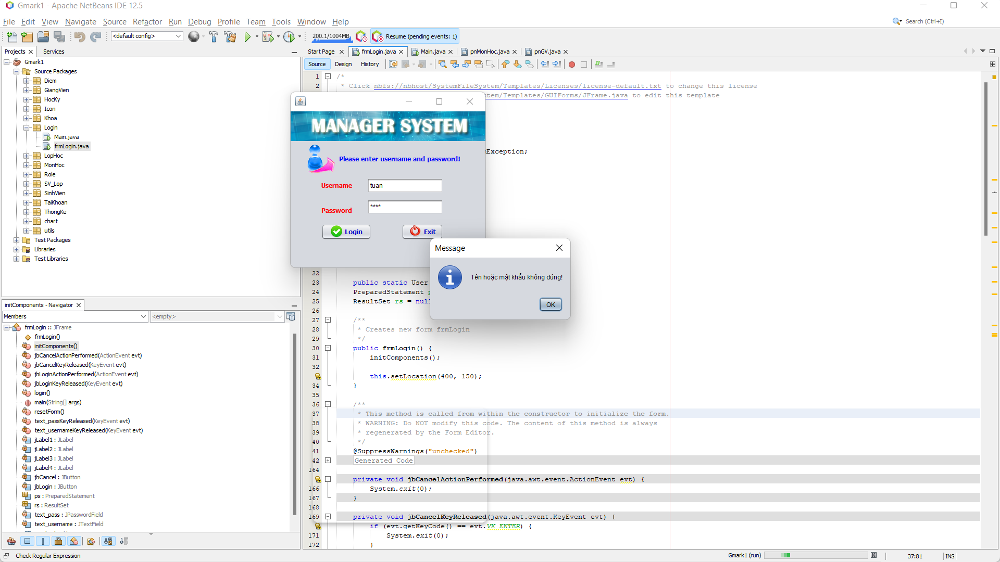 Gmark1 - Apache NetBeans IDE 12.5
File Edit View Navigate Source Refactor Run Debug Profile Team Tools Window Help
Search (Ctrl+I)
<default config>
200.1/1004MB
Resume (pending events: 1)
Projects
Services
Gmark1
Source Packages
Diem
GiangVien
HocKy
Icon
Khoa
Login
Main.java
frmLogin.java
LopHoc
MonHoc
Role
SV_Lop
SinhVien
TaiKhoan
ThongKe
chart
utils
Test Packages
Libraries
Test Libraries
initComponents - Navigator
Members
<empty>
frmLogin :: JFrame
frmLogin()
initComponents()
jbCancelActionPerformed(ActionEvent evt)
jbCancelKeyReleased(KeyEvent evt)
jbLoginActionPerformed(ActionEvent evt)
jbLoginKeyReleased(KeyEvent evt)
login()
main(String[] args)
resetForm()
text_passKeyReleased(KeyEvent evt)
text_usernameKeyReleased(KeyEvent evt)
jLabel1 : JLabel
jLabel2 : JLabel
jLabel3 : JLabel
jLabel4 : JLabel
jbCancel : JButton
jbLogin : JButton
ps : PreparedStatement
rs : ResultSet
text_pass : JPasswordField
text_username : JTextField
Start Page
frmLogin.java
Main.java
pnMonHoc.java
pnGV.java
Source Design History
1 /*
2 * Click nbfs://nbhost/SystemFileSystem/Templates/Licenses/license-default.txt to change this license
tem/Templates/GUIForms/JFrame.java to edit this template
Exception;
MANAGER SYSTEM
Please enter username and password!
Username tuan
Password ****
Login Exit
Message
Tên hoặc mật khẩu không đúng!
OK
22
23 public static User
24 PreparedStatement
25 ResultSet rs = null
26
27 /**
28 * Creates new form frmLogin
29 */
30 public frmLogin() {
31 initComponents();
32
this.setLocation(400, 150);
34 }
35
36 /**
37 * This method is called from within the constructor to initialize the form.
38 * WARNING: Do NOT modify this code. The content of this method is always
39 * regenerated by the Form Editor.
40 */
41 @SuppressWarnings("unchecked")
42 Generated Code
164
private void jbCancelActionPerformed(java.awt.event.ActionEvent evt) {
166 System.exit(0);
167 }
168
169 private void jbCancelKeyReleased(java.awt.event.KeyEvent evt) {
if (evt.getKeyCode() == evt.VK_ENTER) {
171 System.exit(0);
172 }
Check Regular Expression
Gmark1 (run)
37:81
INS